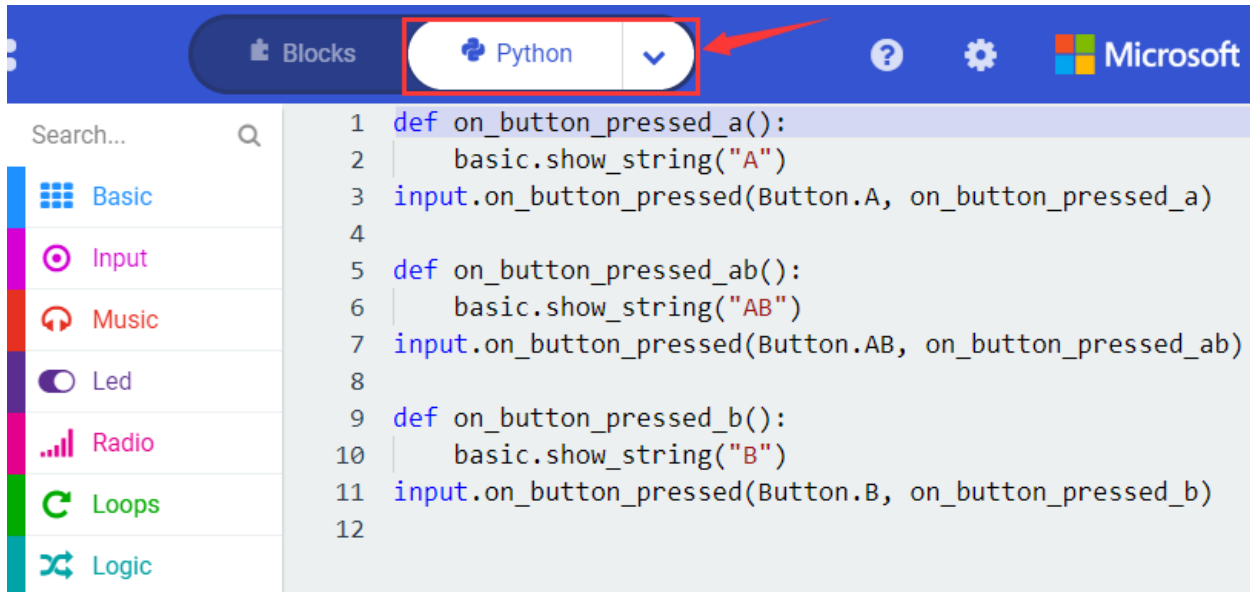 Blocks
Python
Microsoft
Search...
Basic
Input
Music
Led
Radio
Loops
Logic
1 def on_button_pressed_a():
2     basic.show_string("A")
3 input.on_button_pressed(Button.A, on_button_pressed_a)
4
5 def on_button_pressed_ab():
6     basic.show_string("AB")
7 input.on_button_pressed(Button.AB, on_button_pressed_ab)
8
9 def on_button_pressed_b():
10     basic.show_string("B")
11 input.on_button_pressed(Button.B, on_button_pressed_b)
12